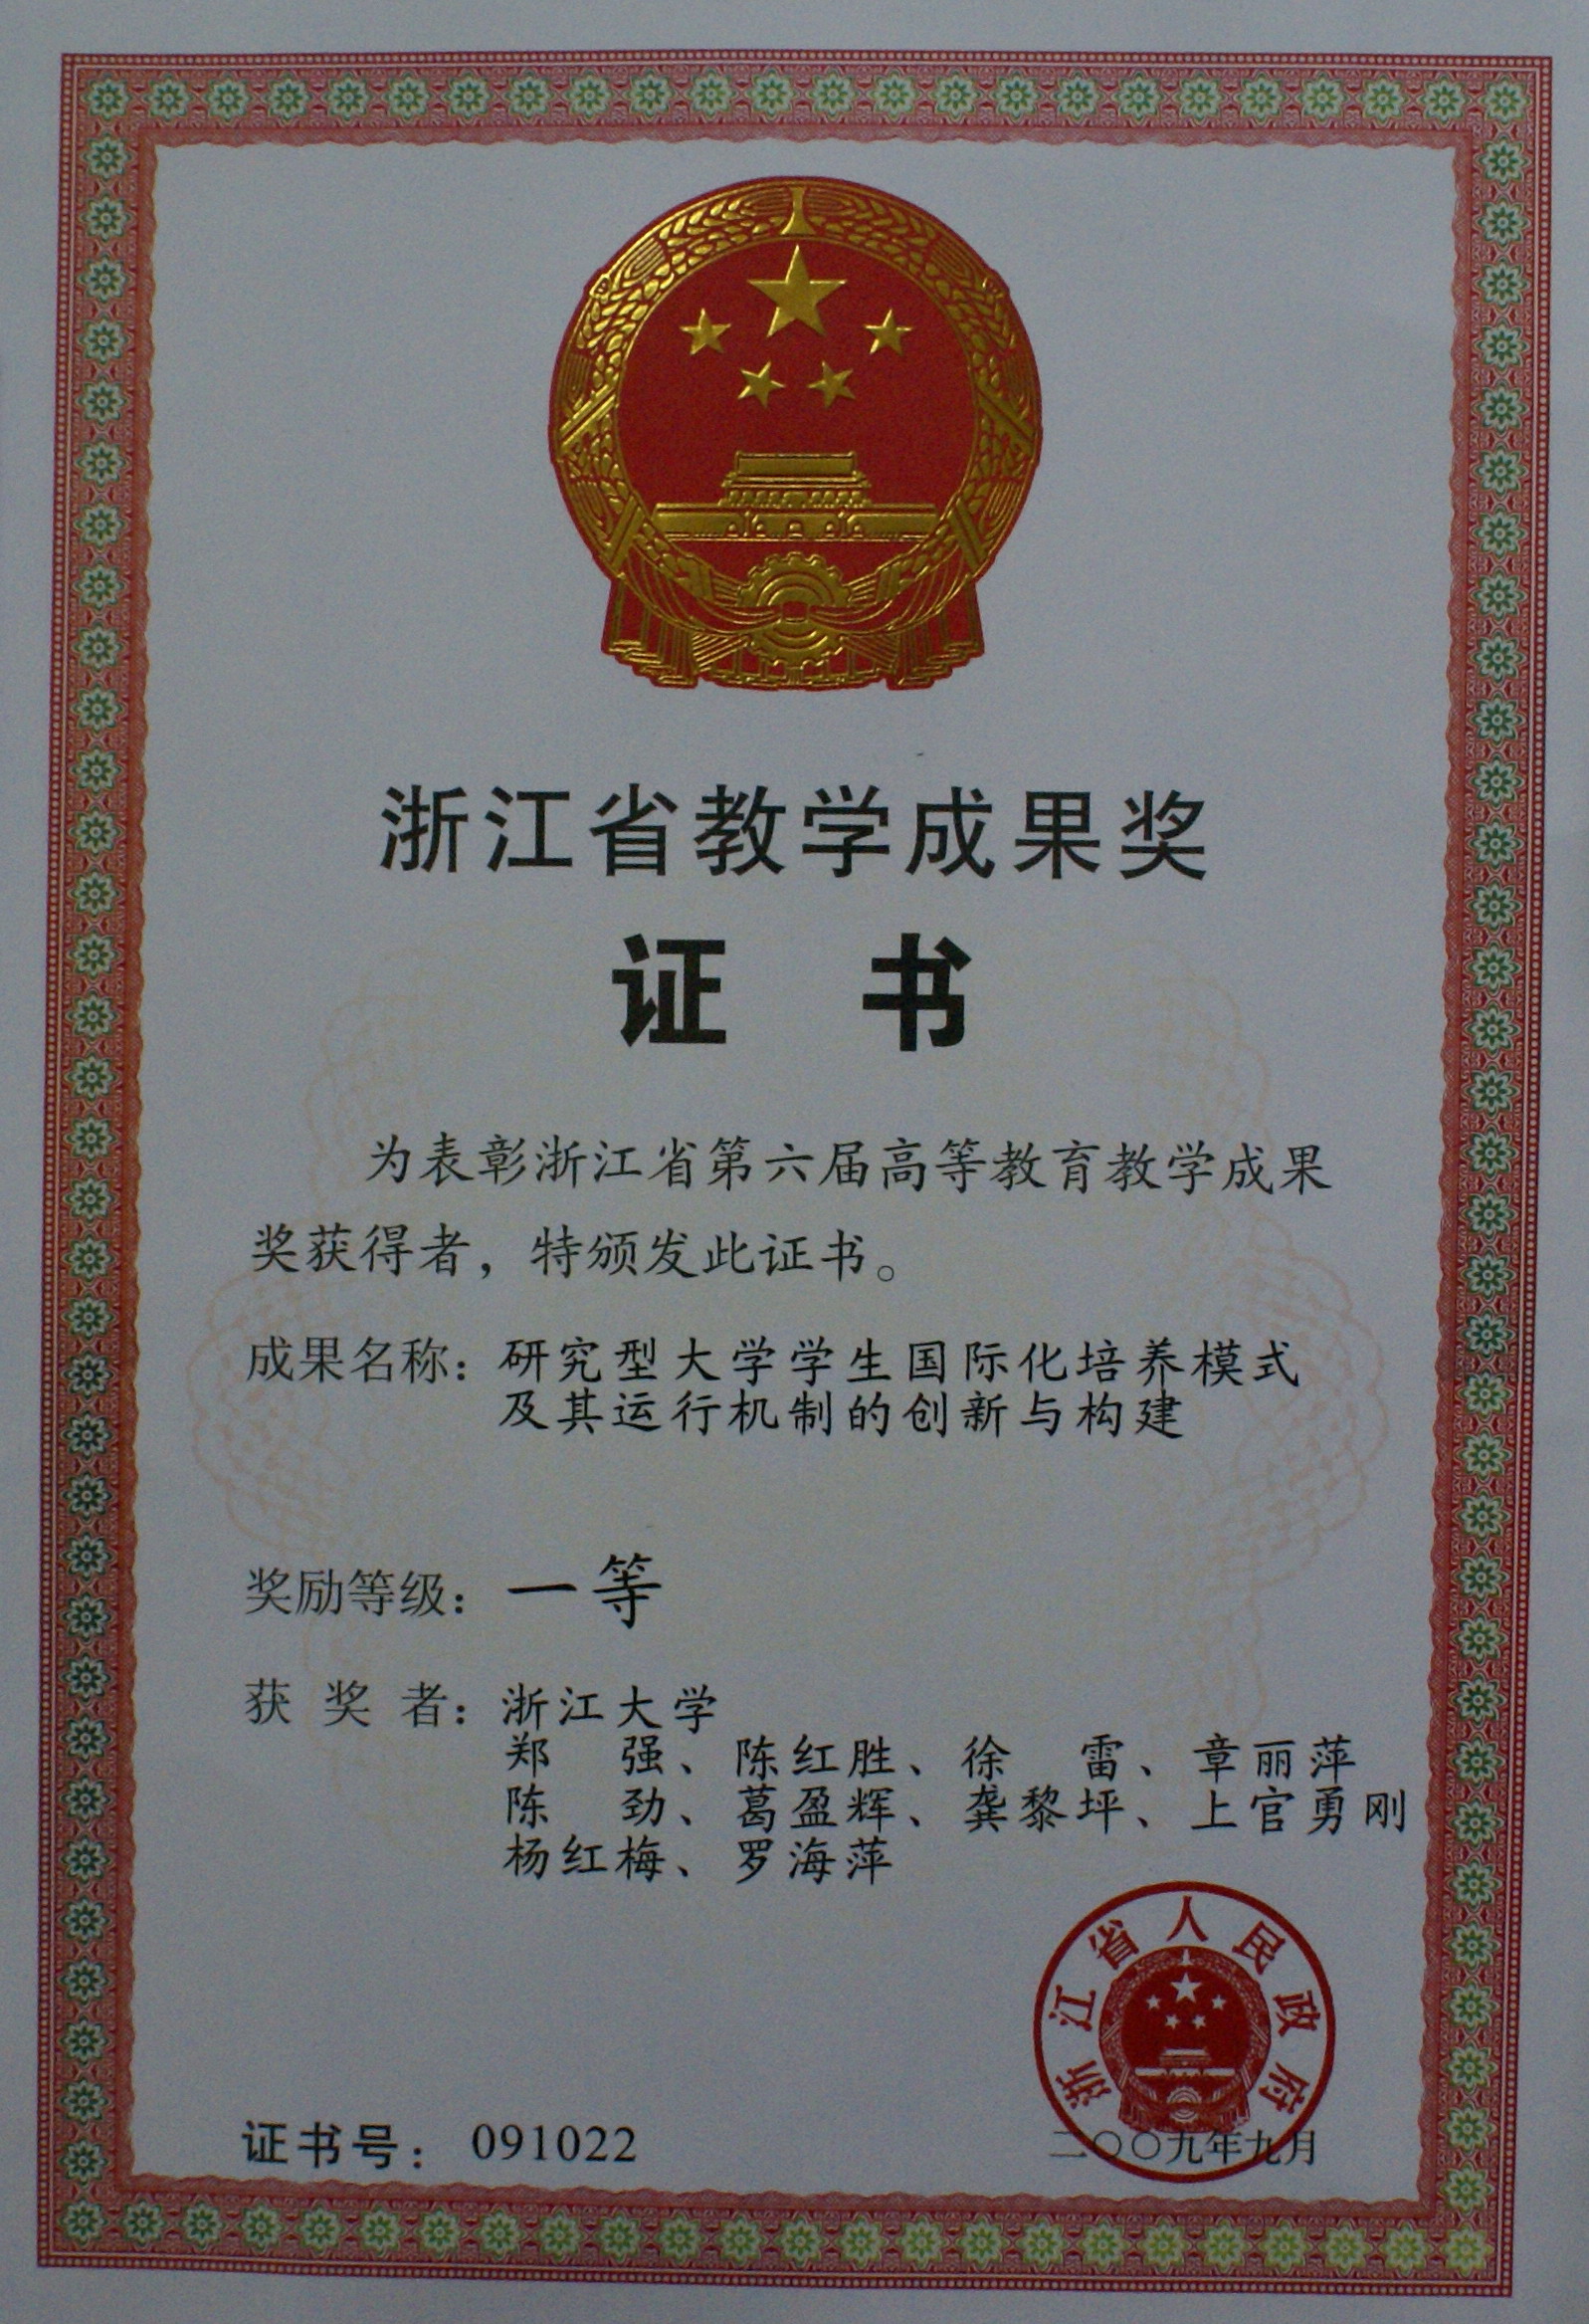 浙江省教学成果奖
证 书
为表彰浙江省第六届高等教育教学成果
奖获得者，特颁发此证书。
成果名称：研究型大学学生国际化培养模式
及其运行机制的创新与构建
奖励等级：一等
获 奖 者：浙江大学
郑　强、陈红胜、徐　雷、章丽萍
陈　劲、葛盈辉、龚黎坪、上官勇刚
杨红梅、罗海萍
浙江省人民政府
证书号：091022
二〇〇九年九月